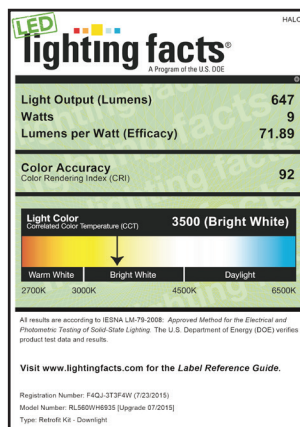 HALO
LED
lighting facts®
A Program of the U.S. DOE
Light Output (Lumens) 647
Watts 9
Lumens per Watt (Efficacy) 71.89
Color Accuracy 92
Color Rendering Index (CRI)
Light Color 3500 (Bright White)
Correlated Color Temperature (CCT)
Warm White Bright White Daylight
2700K 3000K 4500K 6500K
All results are according to IESNA LM-79-2008: Approved Method for the Electrical and
Photometric Testing of Solid-State Lighting. The U.S. Department of Energy (DOE) verifies
product test data and results.
Visit www.lightingfacts.com for the Label Reference Guide.
Registration Number: F4QJ-3T3F4W (7/23/2015)
Model Number: RL560WH6935 [Upgrade 07/2015]
Type: Retrofit Kit - Downlight